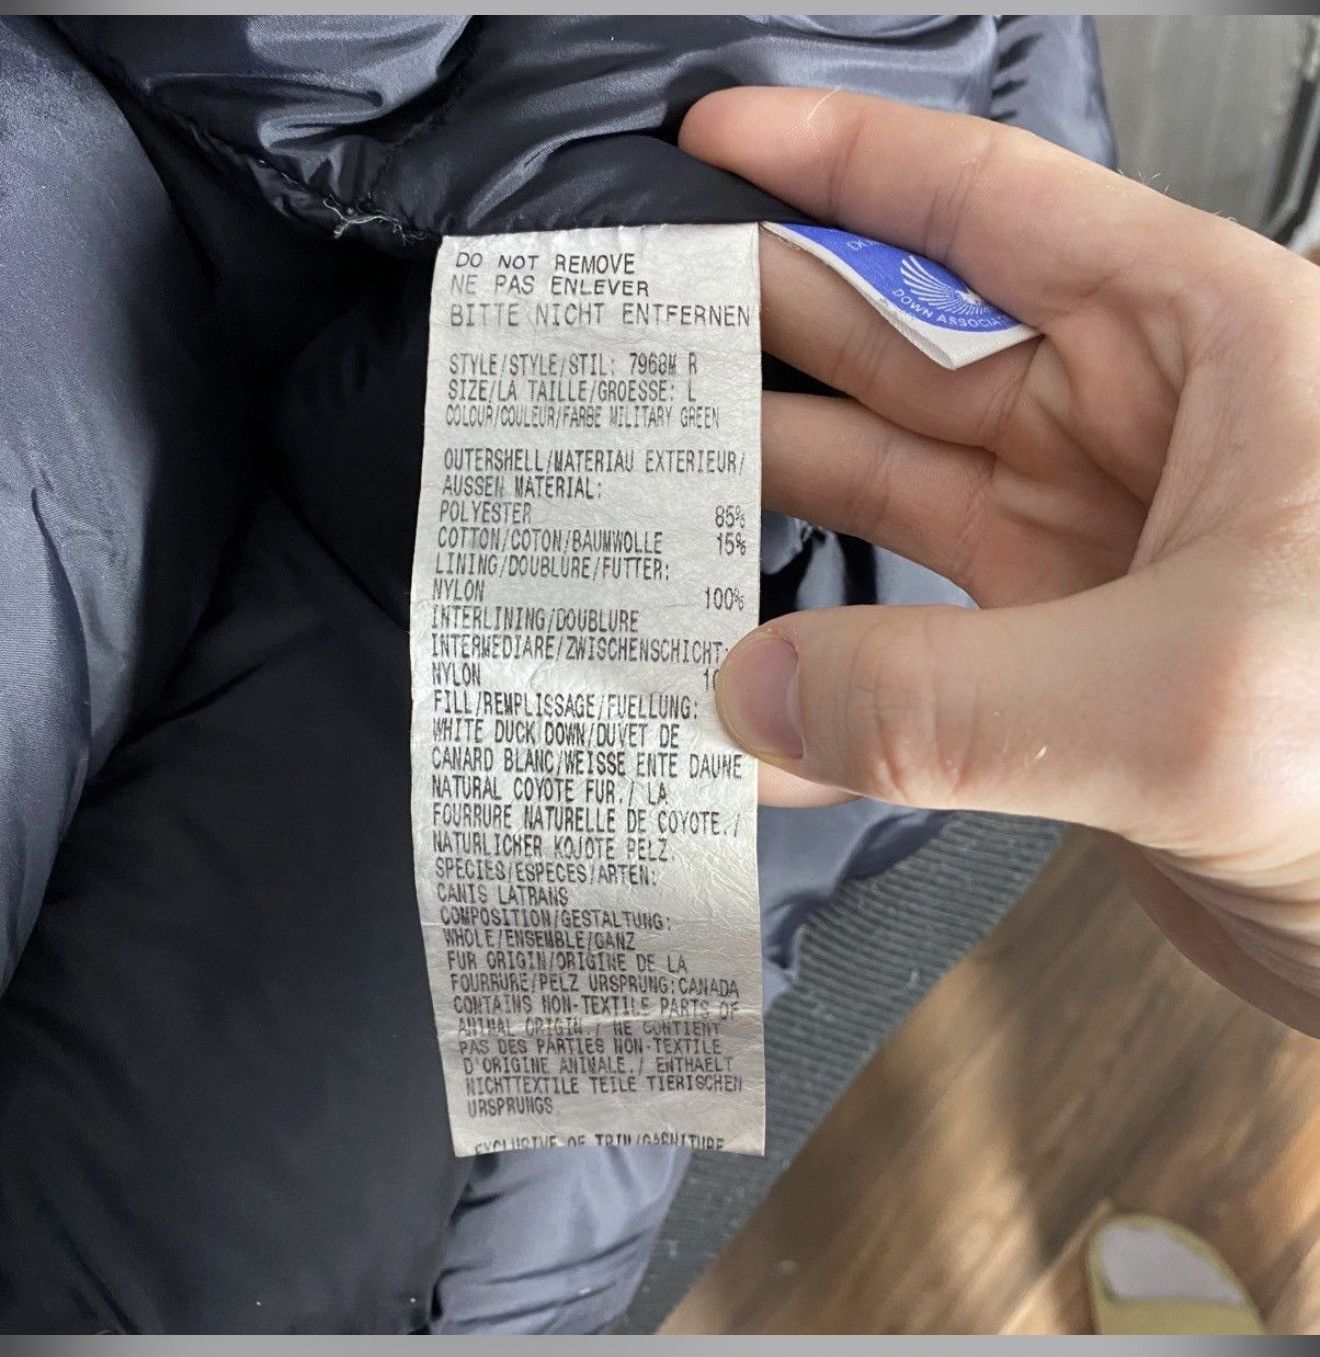 DO NOT REMOVE
NE PAS ENLEVER
BITTE NICHT ENTFERNEN
STYLE/STYLE/STIL: 7968M R
SIZE/LA TAILLE/GROESSE: L
COLOUR/COULEUR/FARBE MILITARY GREEN
OUTERSHELL/MATERIAU EXTERIEUR/
AUSSEN MATERIAL:
POLYESTER 85%
COTTON/COTON/BAUMWOLLE 15%
LINING/DOUBLURE/FUTTER:
NYLON 100%
INTERLINING/DOUBLURE
INTERMEDIARE/ZWISCHENSCHICHT:
NYLON
FILL/REMPLISSAGE/FUELLUNG:
WHITE DUCK DOWN/DUVET DE
CANARD BLANC/WEISSE ENTE DAUNE
NATURAL COYOTE FUR./ LA
FOURRURE NATURELLE DE COYOTE./
NATURLICHER KOJOTE PELZ.
SPECIES/ESPECES/ARTEN:
CANIS LATRANS
COMPOSITION/GESTALTUNG:
WHOLE/ENSEMBLE/GANZ
FUR ORIGIN/ORIGINE DE LA
FOURRURE/PELZ URSPRUNG:CANADA
CONTAINS NON-TEXTILE PARTS OF
ANIMAL ORIGIN./ NE CONTIENT
PAS DES PARTIES NON-TEXTILE
D'ORIGINE ANIMALE./ ENTHAELT
NICHTTEXTILE TEILE TIERISCHEN
URSPRUNGS
EXCLUSIVE OF TRIM/GARNITURE
DOWN